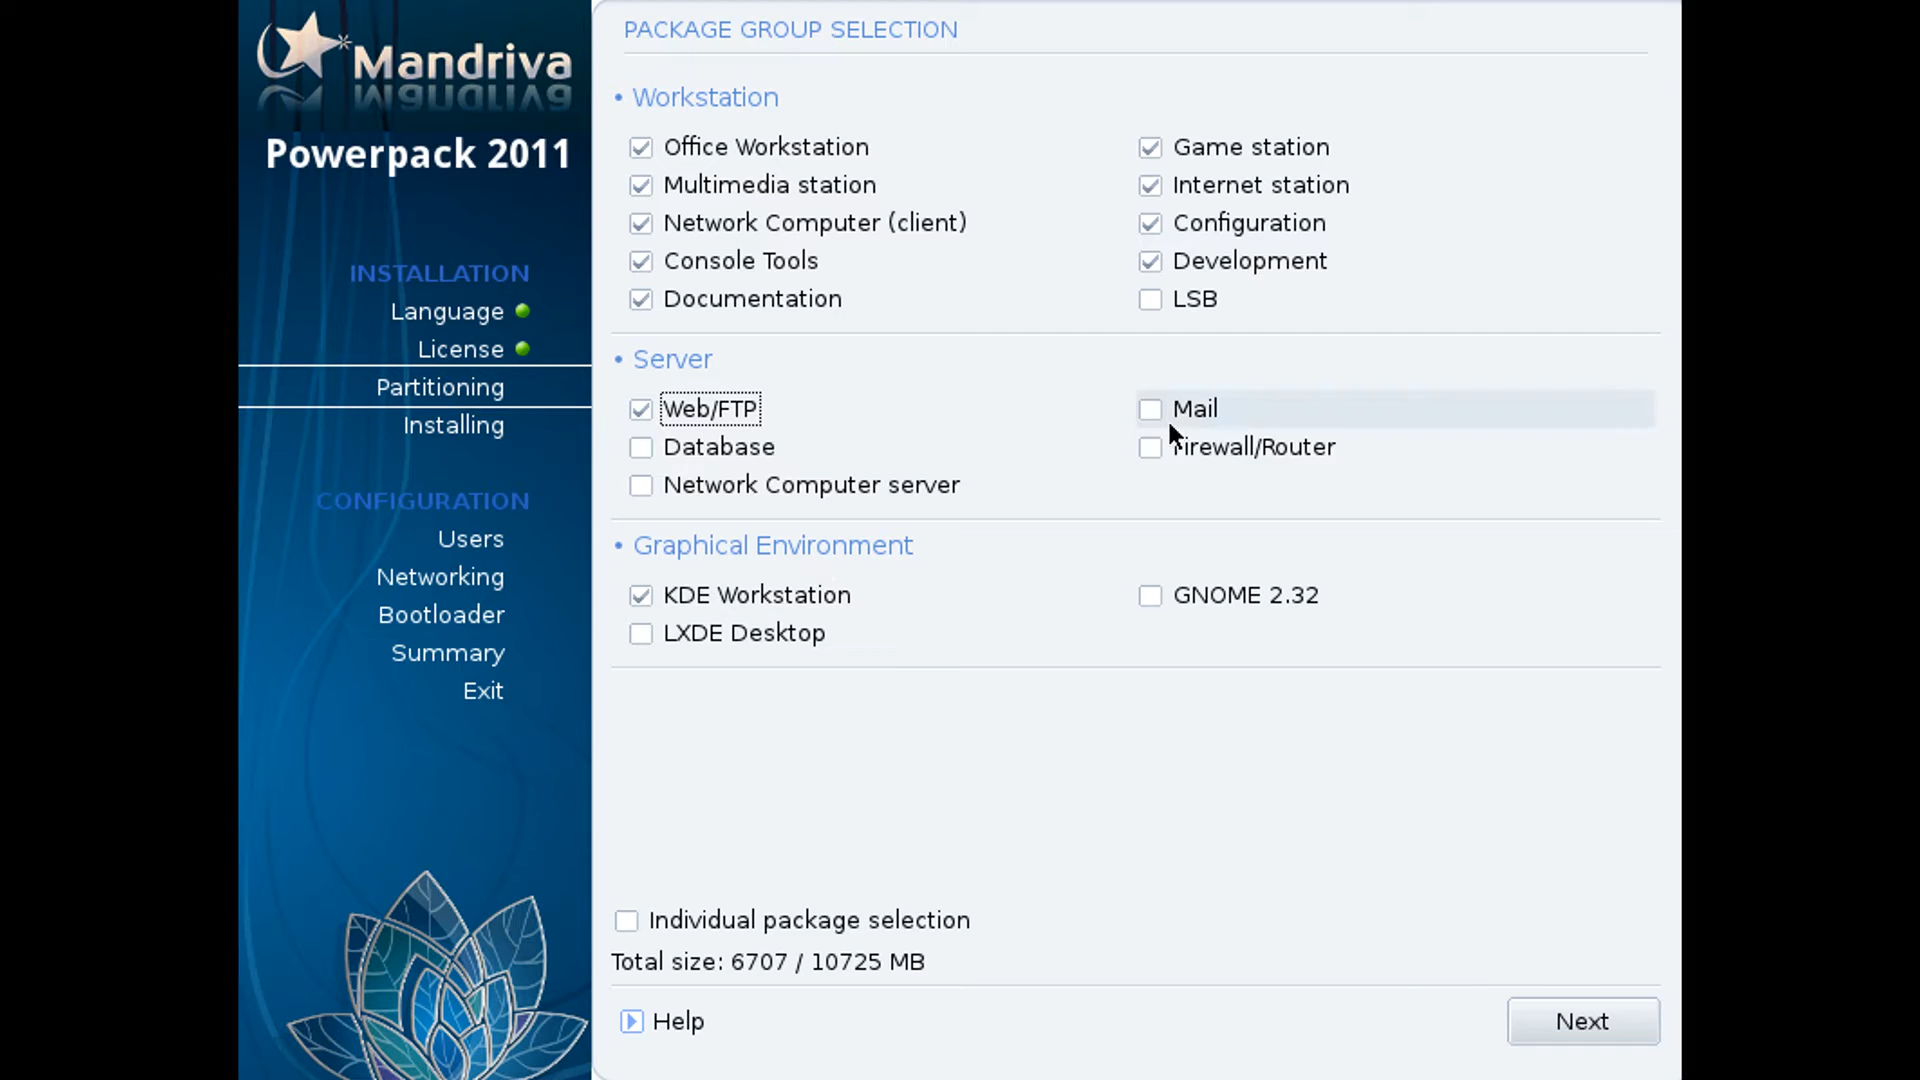 Mandriva
Powerpack 2011
INSTALLATION
Language
License
Partitioning
Installing
CONFIGURATION
Users
Networking
Bootloader
Summary
Exit
PACKAGE GROUP SELECTION
• Workstation
Office Workstation
Game station
Multimedia station
Internet station
Network Computer (client)
Configuration
Console Tools
Development
Documentation
LSB
• Server
Web/FTP
Mail
Database
Firewall/Router
Network Computer server
• Graphical Environment
KDE Workstation
GNOME 2.32
LXDE Desktop
Individual package selection
Total size: 6707 / 10725 MB
Help
Next